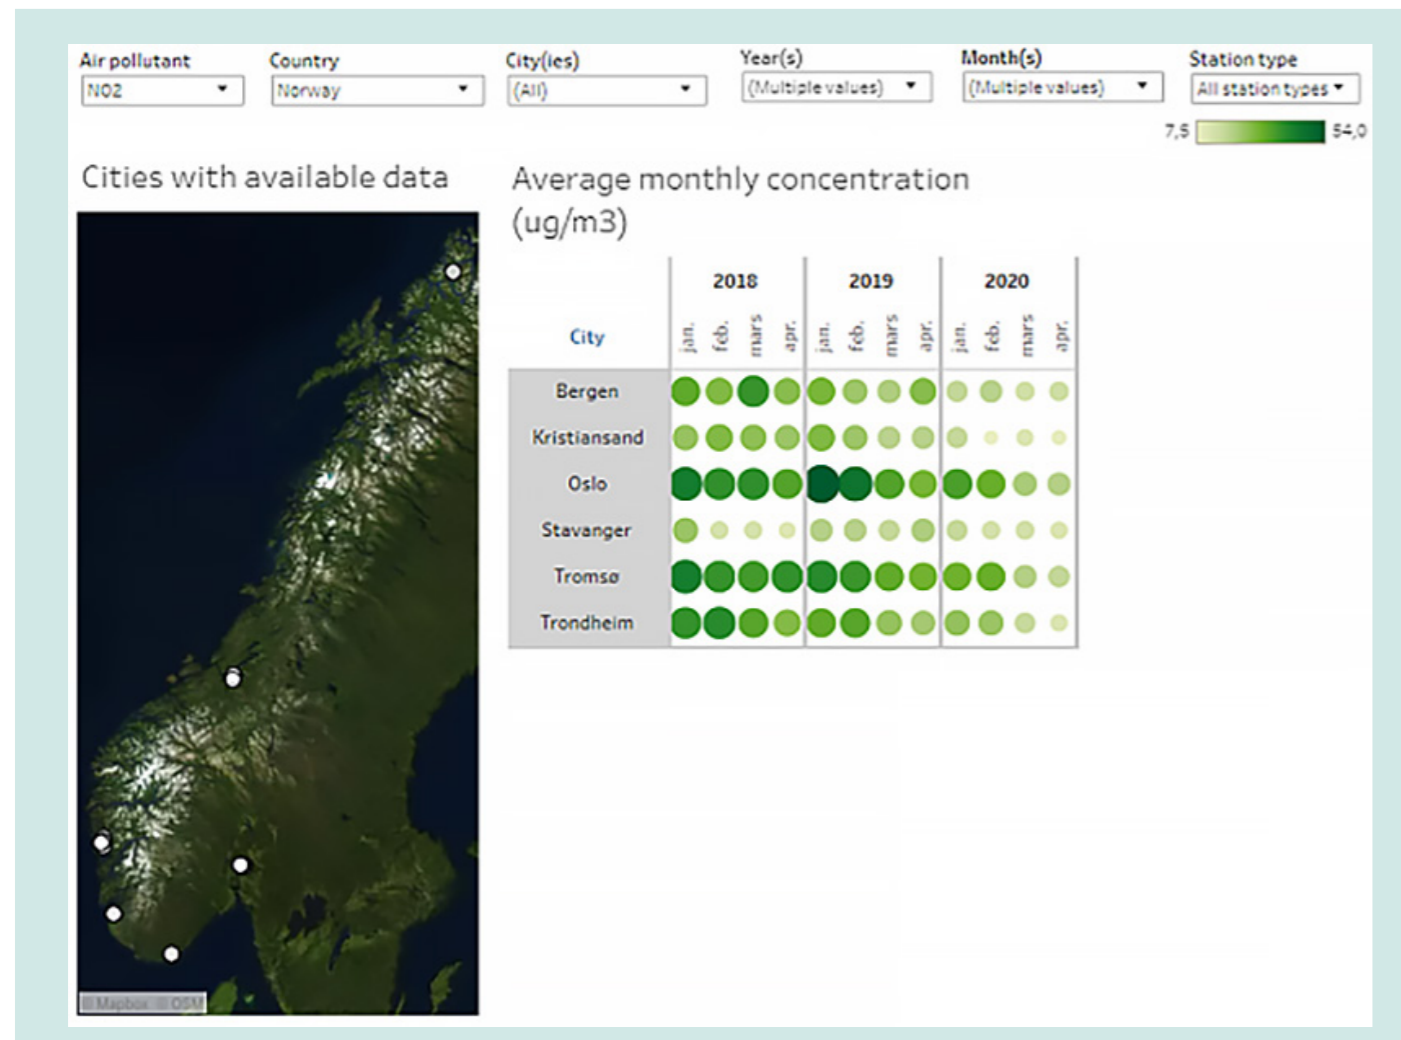 Air pollutant
Country
City(ies)
Year(s)
Month(s)
Station type
NO2
Norway
(All)
(Multiple values)
(Multiple values)
All station types
7,5
54,0
Cities with available data
Average monthly concentration
(ug/m3)
2018
2019
2020
City
jan.
feb.
mars
apr.
jan.
feb.
mars
apr.
jan.
feb.
mars
apr.
Bergen
Kristiansand
Oslo
Stavanger
Tromsø
Trondheim
© Mapbox © OSM